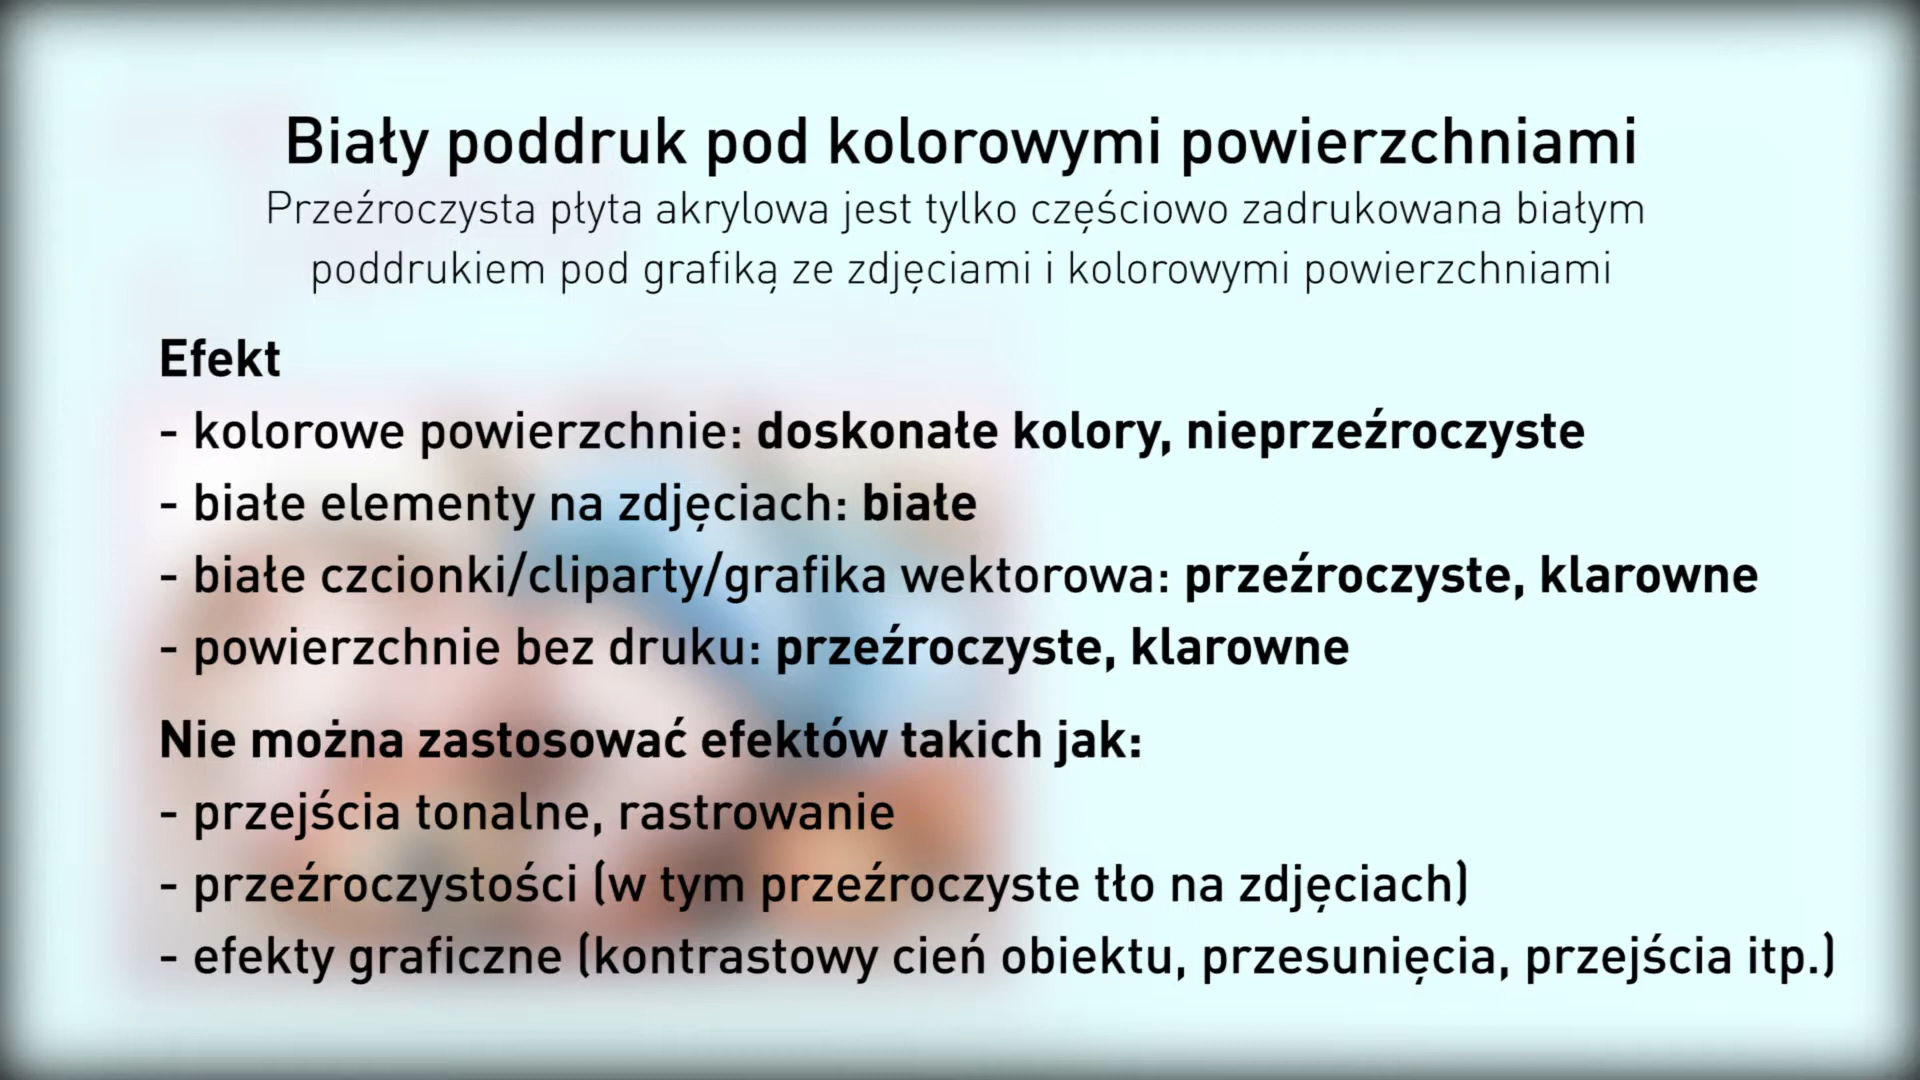 Biały poddruk pod kolorowymi powierzchniami
Przeźroczysta płyta akrylowa jest tylko częściowo zadrukowana białym
poddrukiem pod grafiką ze zdjęciami i kolorowymi powierzchniami
Efekt
- kolorowe powierzchnie: doskonałe kolory, nieprzeźroczyste
- białe elementy na zdjęciach: białe
- białe czcionki/cliparty/grafika wektorowa: przeźroczyste, klarowne
- powierzchnie bez druku: przeźroczyste, klarowne
Nie można zastosować efektów takich jak:
- przejścia tonalne, rastrowanie
- przeźroczystości (w tym przeźroczyste tło na zdjęciach)
- efekty graficzne (kontrastowy cień obiektu, przesunięcia, przejścia itp.)